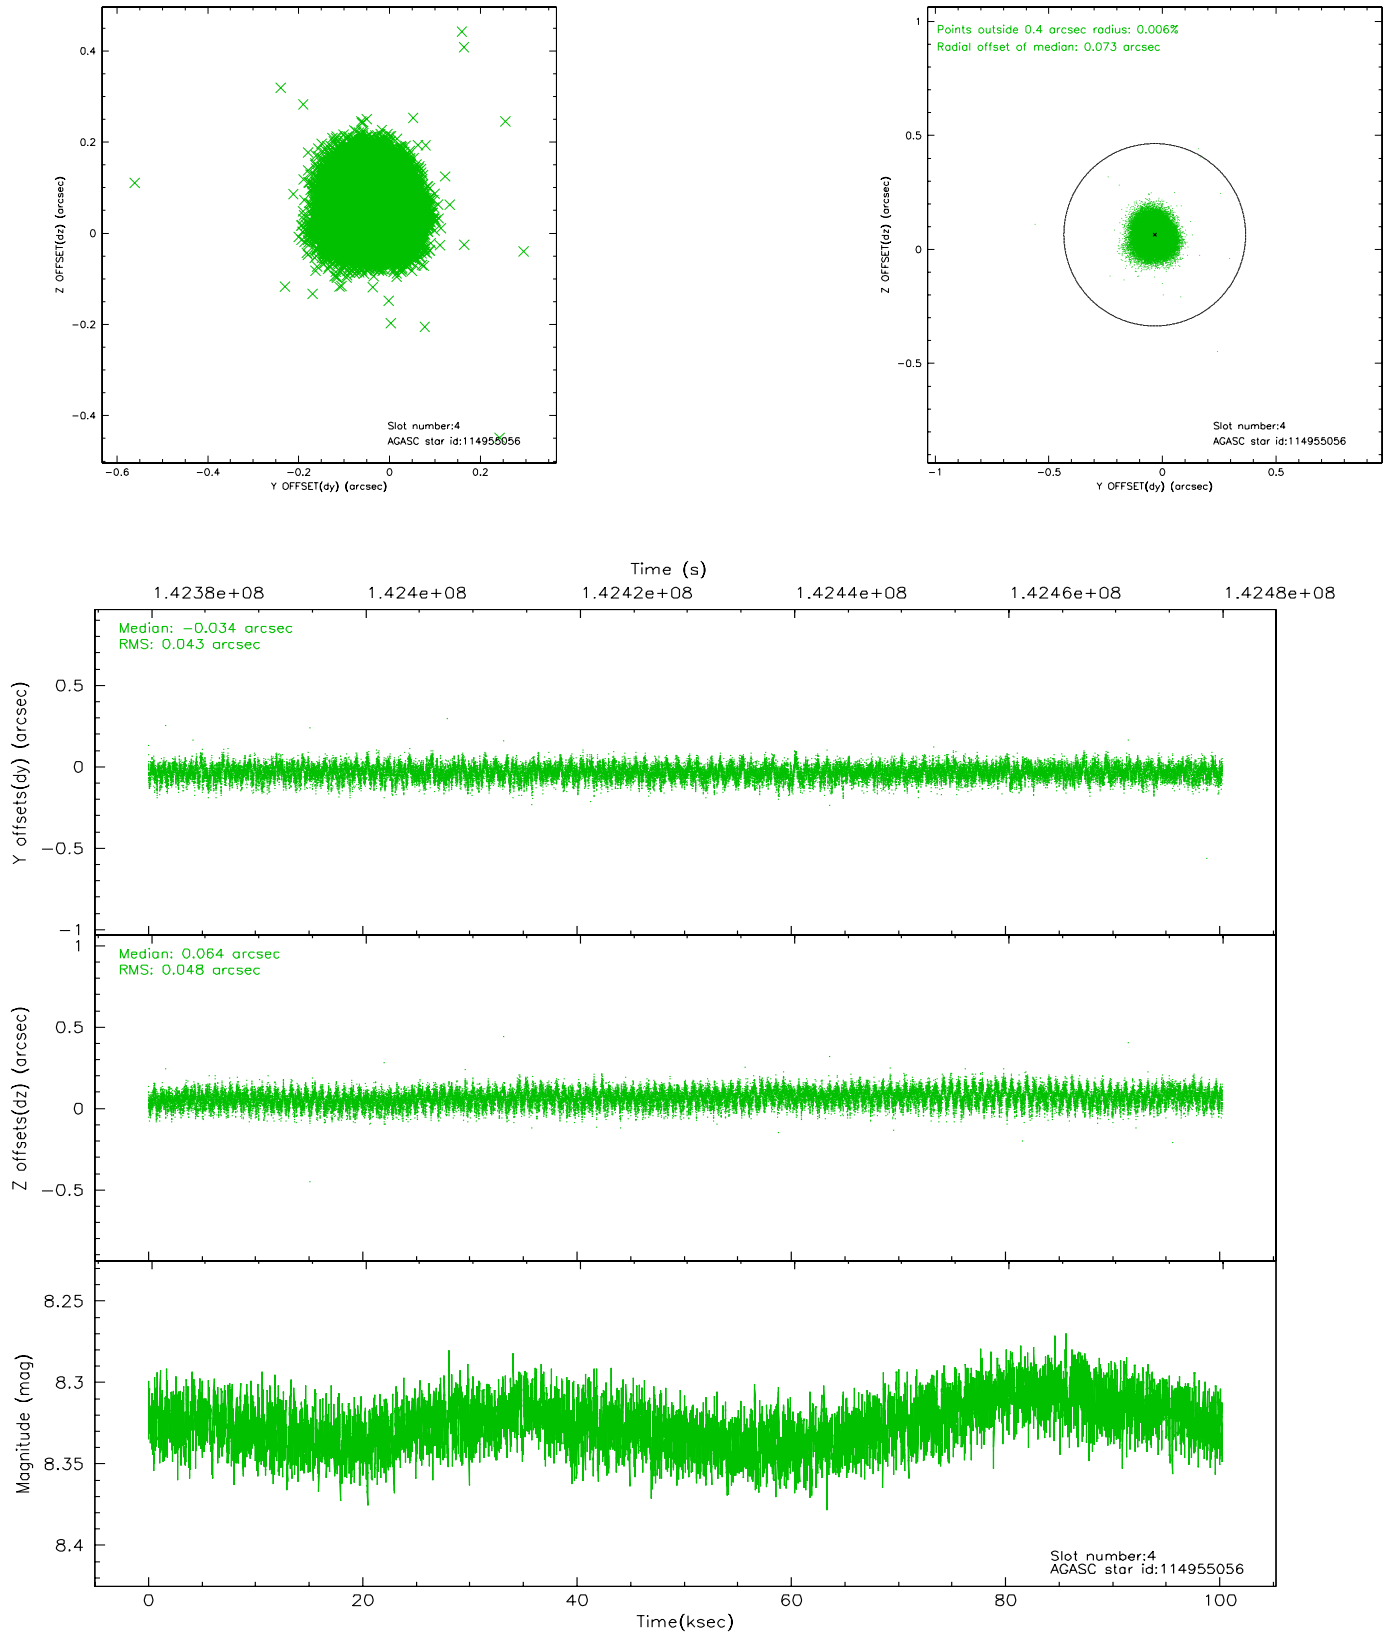 0.4
0.2
0
−0.2
−0.4
Z OFFSET(dz) (arcsec)
Slot number:4
AGASC star id:114955056
−0.6
−0.4
−0.2
0
0.2
Y OFFSET(dy) (arcsec)
Points outside 0.4 arcsec radius: 0.006%
Radial offset of median: 0.073 arcsec
1
0.5
0
−0.5
Z OFFSET(dz) (arcsec)
Slot number:4
AGASC star id:114955056
−1
−0.5
0
0.5
Y OFFSET(dy) (arcsec)
Time (s)
1.4238e+08
1.424e+08
1.4242e+08
1.4244e+08
1.4246e+08
1.4248e+08
Median: −0.034 arcsec
RMS: 0.043 arcsec
0.5
0
−0.5
−1
Y offsets(dy) (arcsec)
Median: 0.064 arcsec
RMS: 0.048 arcsec
1
0.5
0
−0.5
Z offsets(dz) (arcsec)
8.25
8.3
8.35
8.4
Magnitude (mag)
Slot number:4
AGASC star id:114955056
0
20
40
60
80
100
Time(ksec)